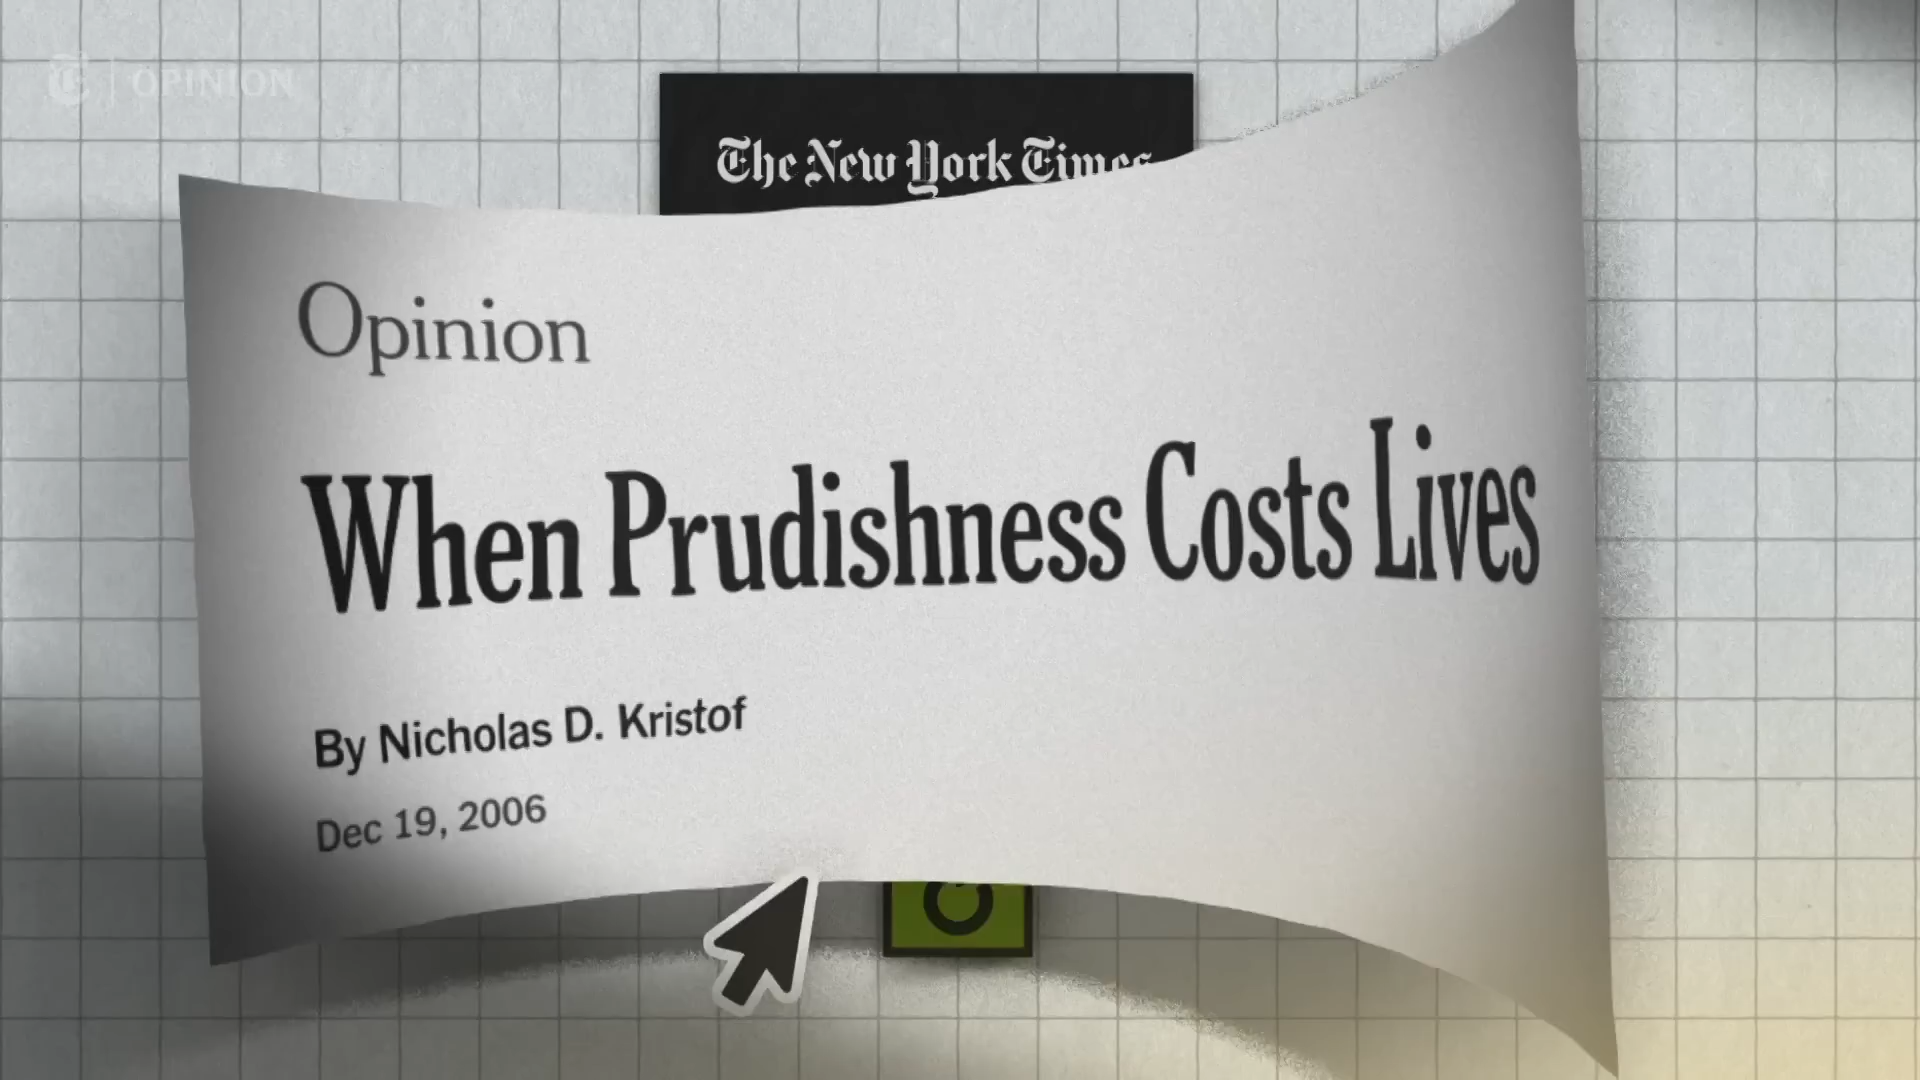 OPINION
The New York Times
Opinion
When Prudishness Costs Lives
By Nicholas D. Kristof
Dec 19, 2006